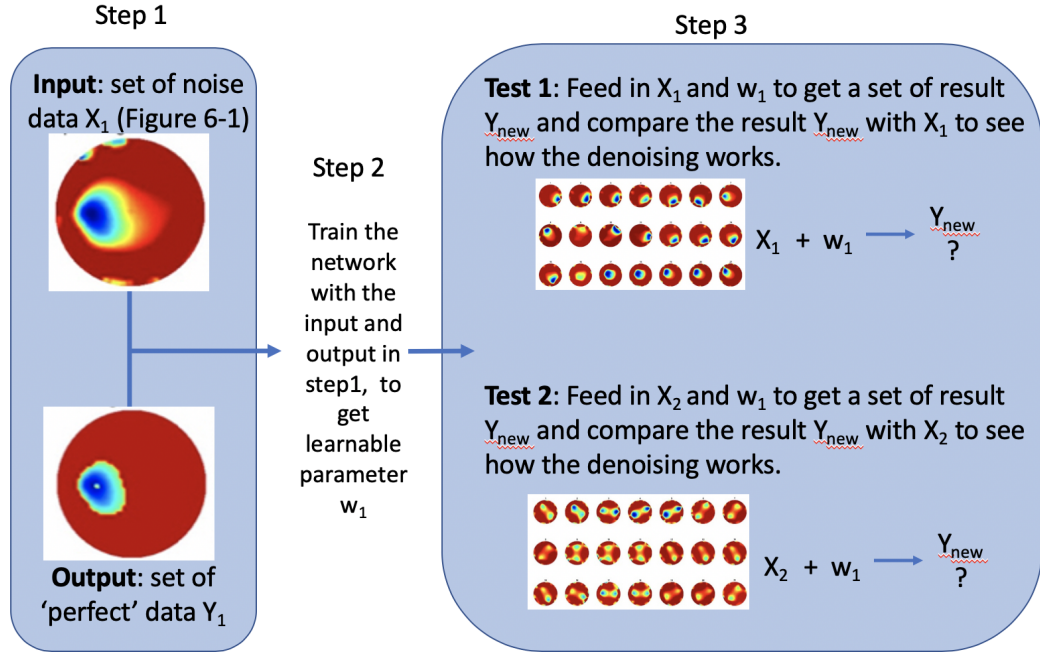 Step 1
Input: set of noise
data X₁ (Figure 6-1)
Output: set of
‘perfect’ data Y₁
Step 2
Train the
network
with the
input and
output in
step1, to
get
learnable
parameter
w₁
Step 3
Test 1: Feed in X₁ and w₁ to get a set of result
Yₙₑw and compare the result Yₙₑw with X₁ to see
how the denoising works.
X₁ + w₁
Yₙₑw
?
Test 2: Feed in X₂ and w₁ to get a set of result
Yₙₑw and compare the result Yₙₑw with X₂ to see
how the denoising works.
X₂ + w₁
Yₙₑw
?